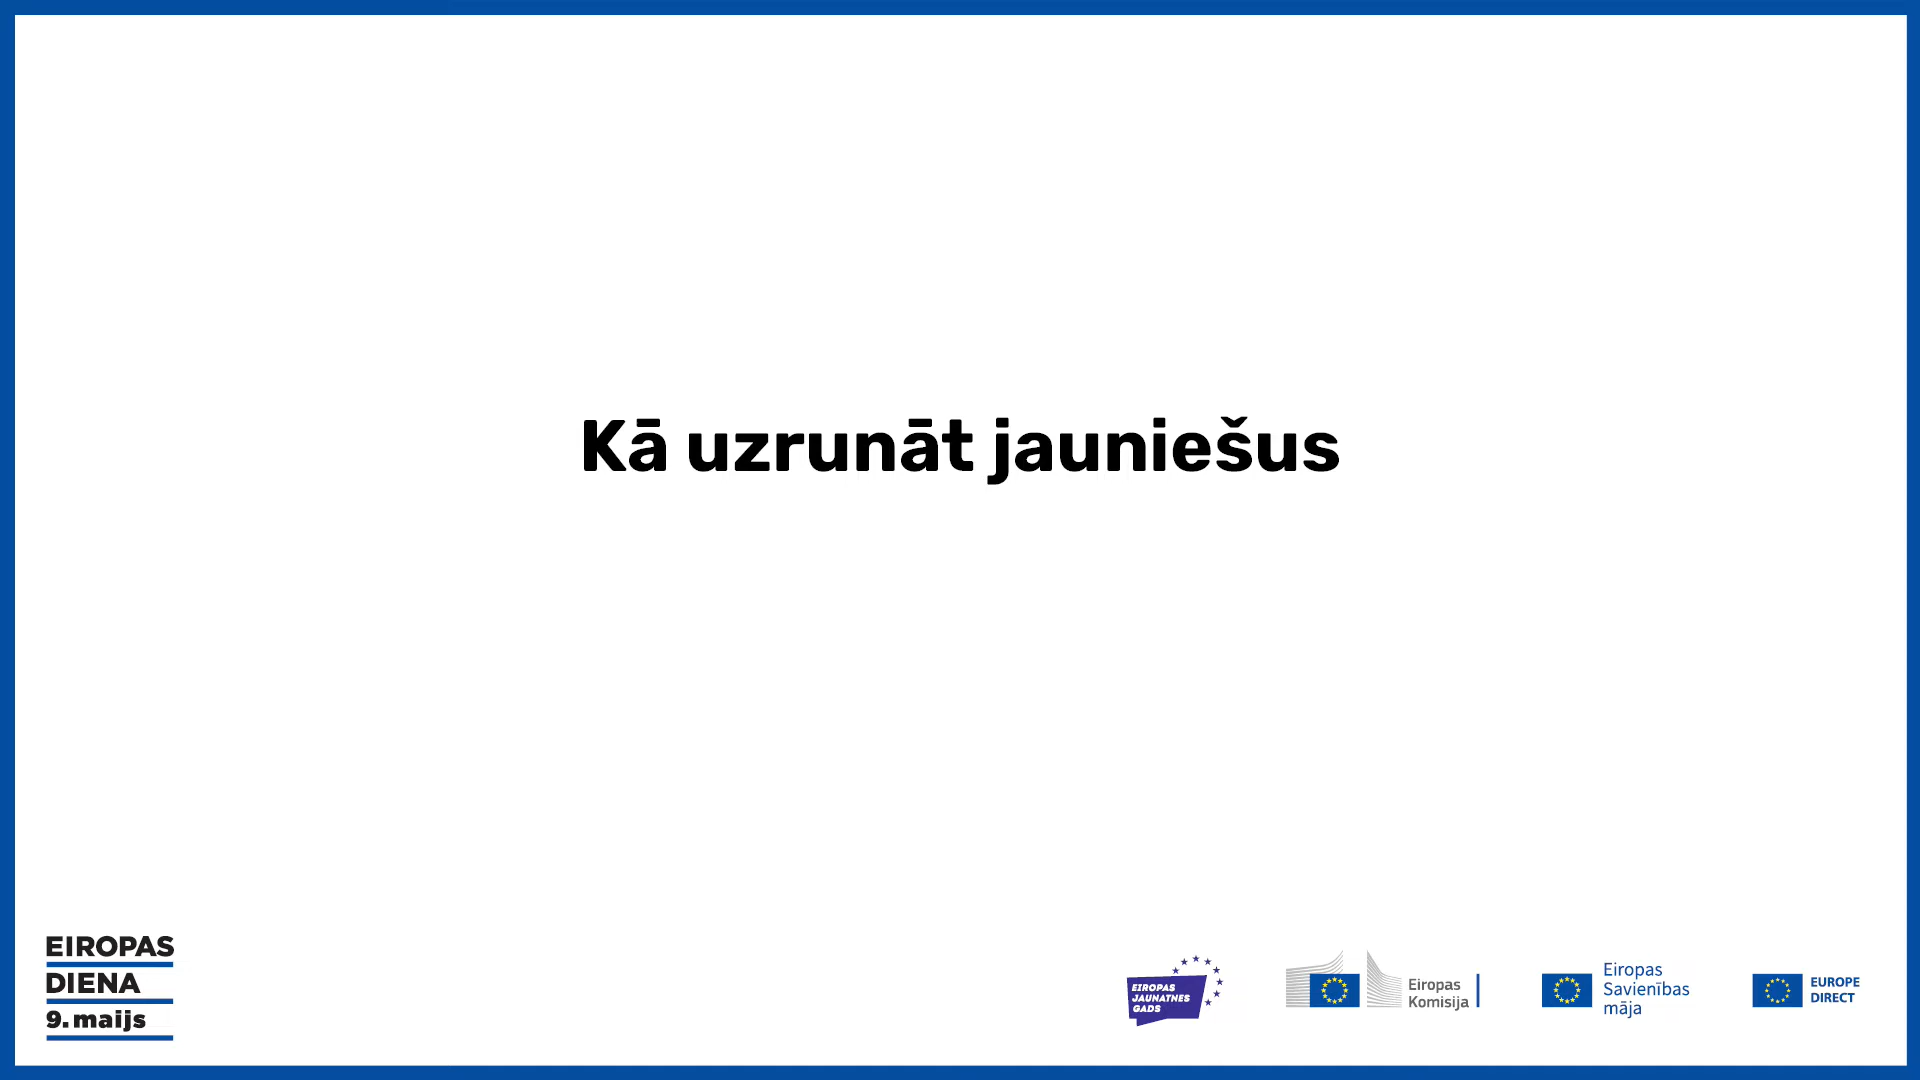 Kā uzrunāt jauniešus
EIROPAS
DIENA
9. maijs
EIROPAS
JAUNATNES
GADS
Eiropas
Komisija
Eiropas
Savienības
māja
EUROPE
DIRECT